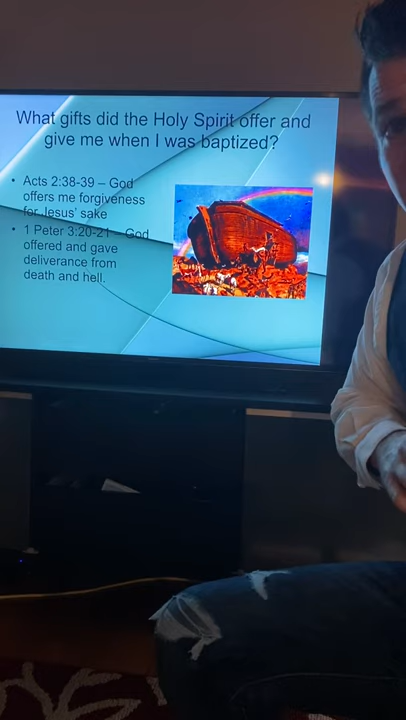 What gifts did the Holy Spirit offer and
give me when I was baptized?
• Acts 2:38-39 – God
offers me forgiveness
for Jesus' sake
• 1 Peter 3:20-21 – God
offered and gave
deliverance from
death and hell.